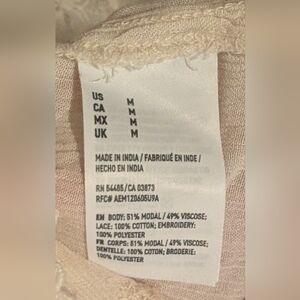 US M
CA M
MX M
UK M
MADE IN INDIA / FABRIQUÉ EN INDE /
HECHO EN INDIA
RN 54485/CA 03873
RFC# AEM120605U9A
EN BODY: 51% MODAL / 49% VISCOSE;
LACE: 100% COTTON; EMBROIDERY:
100% POLYESTER
FR CORPS: 51% MODAL / 49% VISCOSE;
DENTELLE: 100% COTON; BRODERIE:
100% POLYESTER